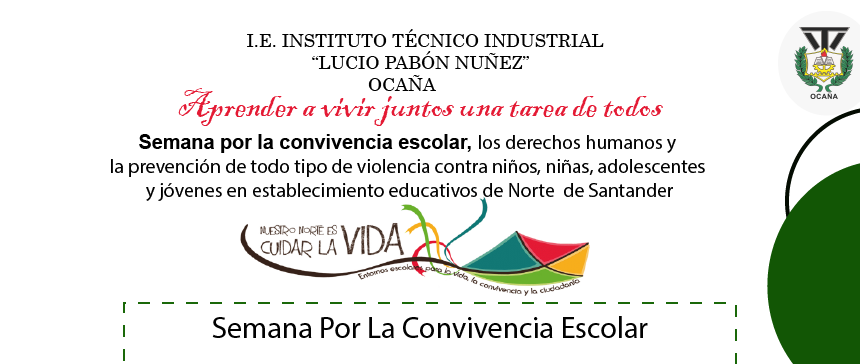 I.E. INSTITUTO TÉCNICO INDUSTRIAL
“LUCIO PABÓN NUÑEZ”
OCAÑA
OCAÑA
Aprender a vivir juntos una tarea de todos
Semana por la convivencia escolar, los derechos humanos y
la prevención de todo tipo de violencia contra niños, niñas, adolescentes
y jóvenes en establecimiento educativos de Norte de Santander
NUESTRO NORTE ES
CUIDAR LA VIDA
Entornos escolares para la vida, la convivencia y la ciudadanía
Semana Por La Convivencia Escolar